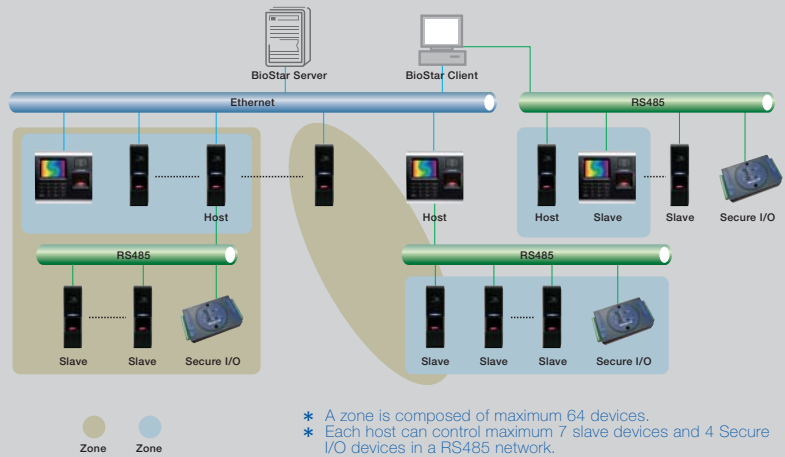 BioStar Server
BioStar Client
Ethernet
RS485
Host
Host
Host
Slave
Slave
Secure I/O
RS485
RS485
Slave
Slave
Secure I/O
Slave
Slave
Slave
Secure I/O
Zone
Zone
* A zone is composed of maximum 64 devices.
* Each host can control maximum 7 slave devices and 4 Secure
I/O devices in a RS485 network.